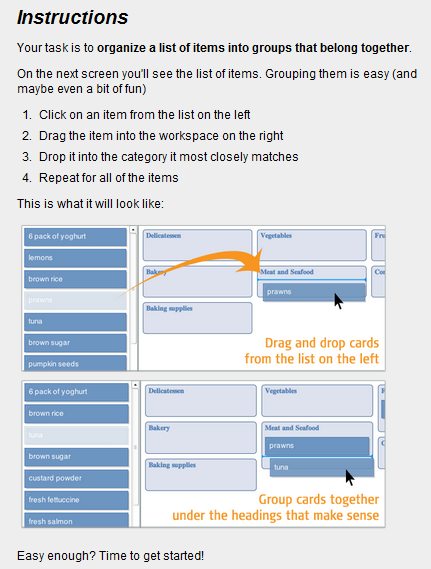 Instructions
Your task is to organize a list of items into groups that belong together.
On the next screen you'll see the list of items. Grouping them is easy (and
maybe even a bit of fun)
1. Click on an item from the list on the left
2. Drag the item into the workspace on the right
3. Drop it into the category it most closely matches
4. Repeat for all of the items
This is what it will look like:
6 pack of yoghurt
lemons
brown rice
prawns
tuna
brown sugar
pumpkin seeds
Delicatessen
Vegetables
Fru
Bakery
Meat and Seafood
prawns
Baking supplies
Drag and drop cards
from the list on the left
6 pack of yoghurt
brown rice
tuna
brown sugar
custard powder
fresh fettuccine
fresh salmon
Delicatessen
Vegetables
Bakery
Meat and Seafood
prawns
tuna
Baking supplies
Group cards together
under the headings that make sense
Easy enough? Time to get started!